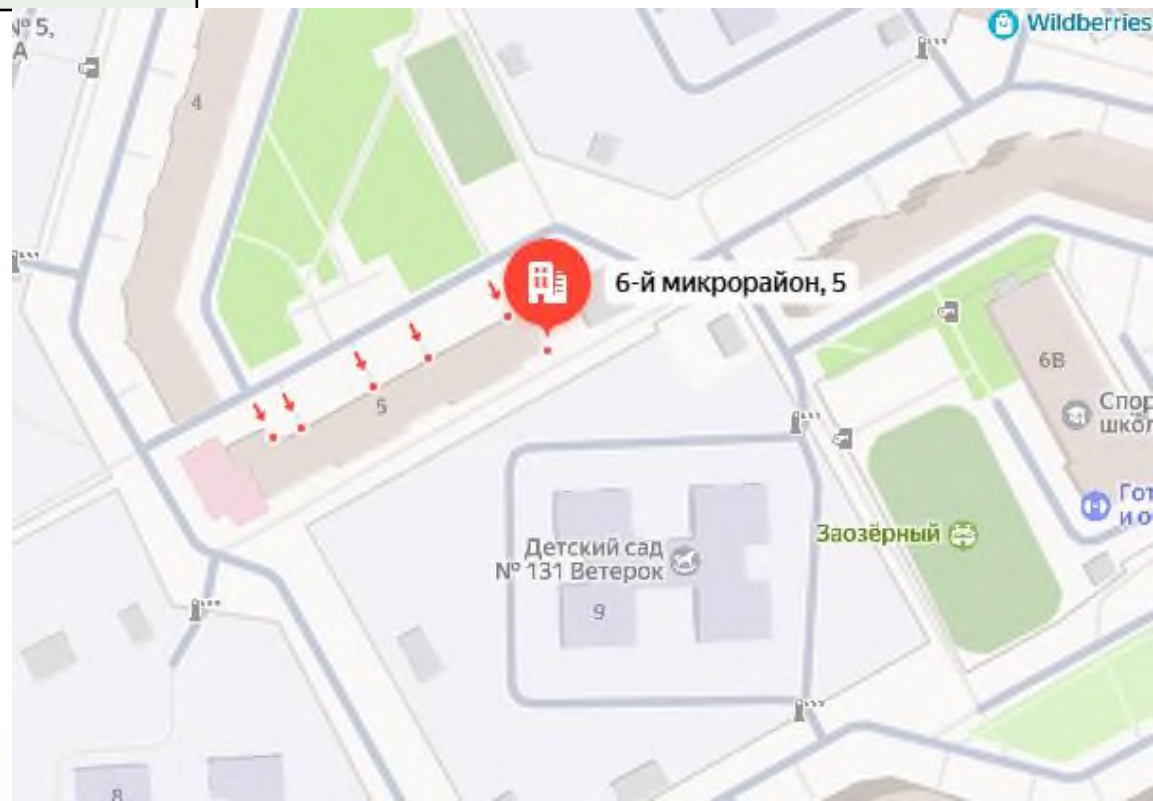 № 5,
А
Wildberries
4
6-й микрорайон, 5
5
6В
Спор
школ
Гот
и о
Заозёрный
Детский сад
№ 131 Ветерок
9
8